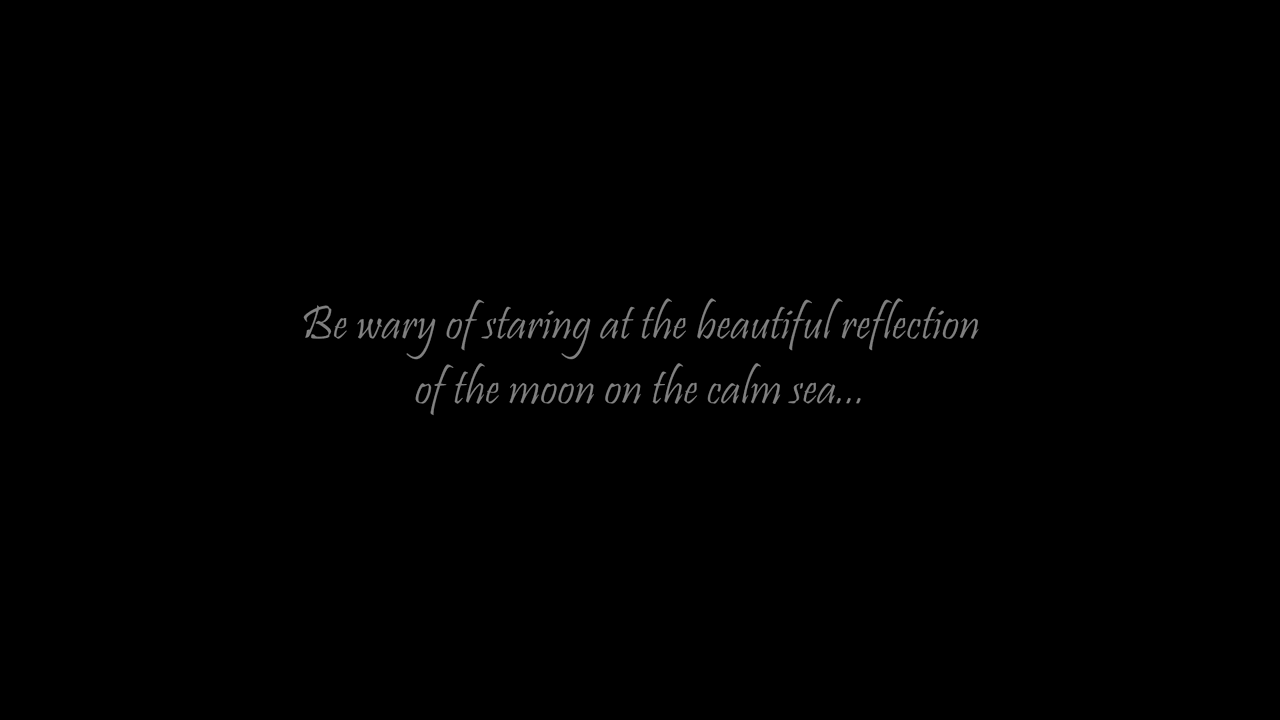 Be wary of staring at the beautiful reflection
of the moon on the calm sea...